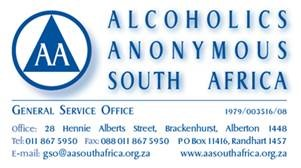 AA
ALCOHOLICS
ANONYMOUS
SOUTH AFRICA
GENERAL SERVICE OFFICE 1979/003516/08
Office: 28 Hennie Alberts Street, Brackenhurst, Alberton 1448
Tel: 011 867 5950 Fax: 088 011 867 5950 PO Box 11416, Randhart 1457
E-mail: gso@aasouthafrica.org.za www.aasouthafrica.org.za